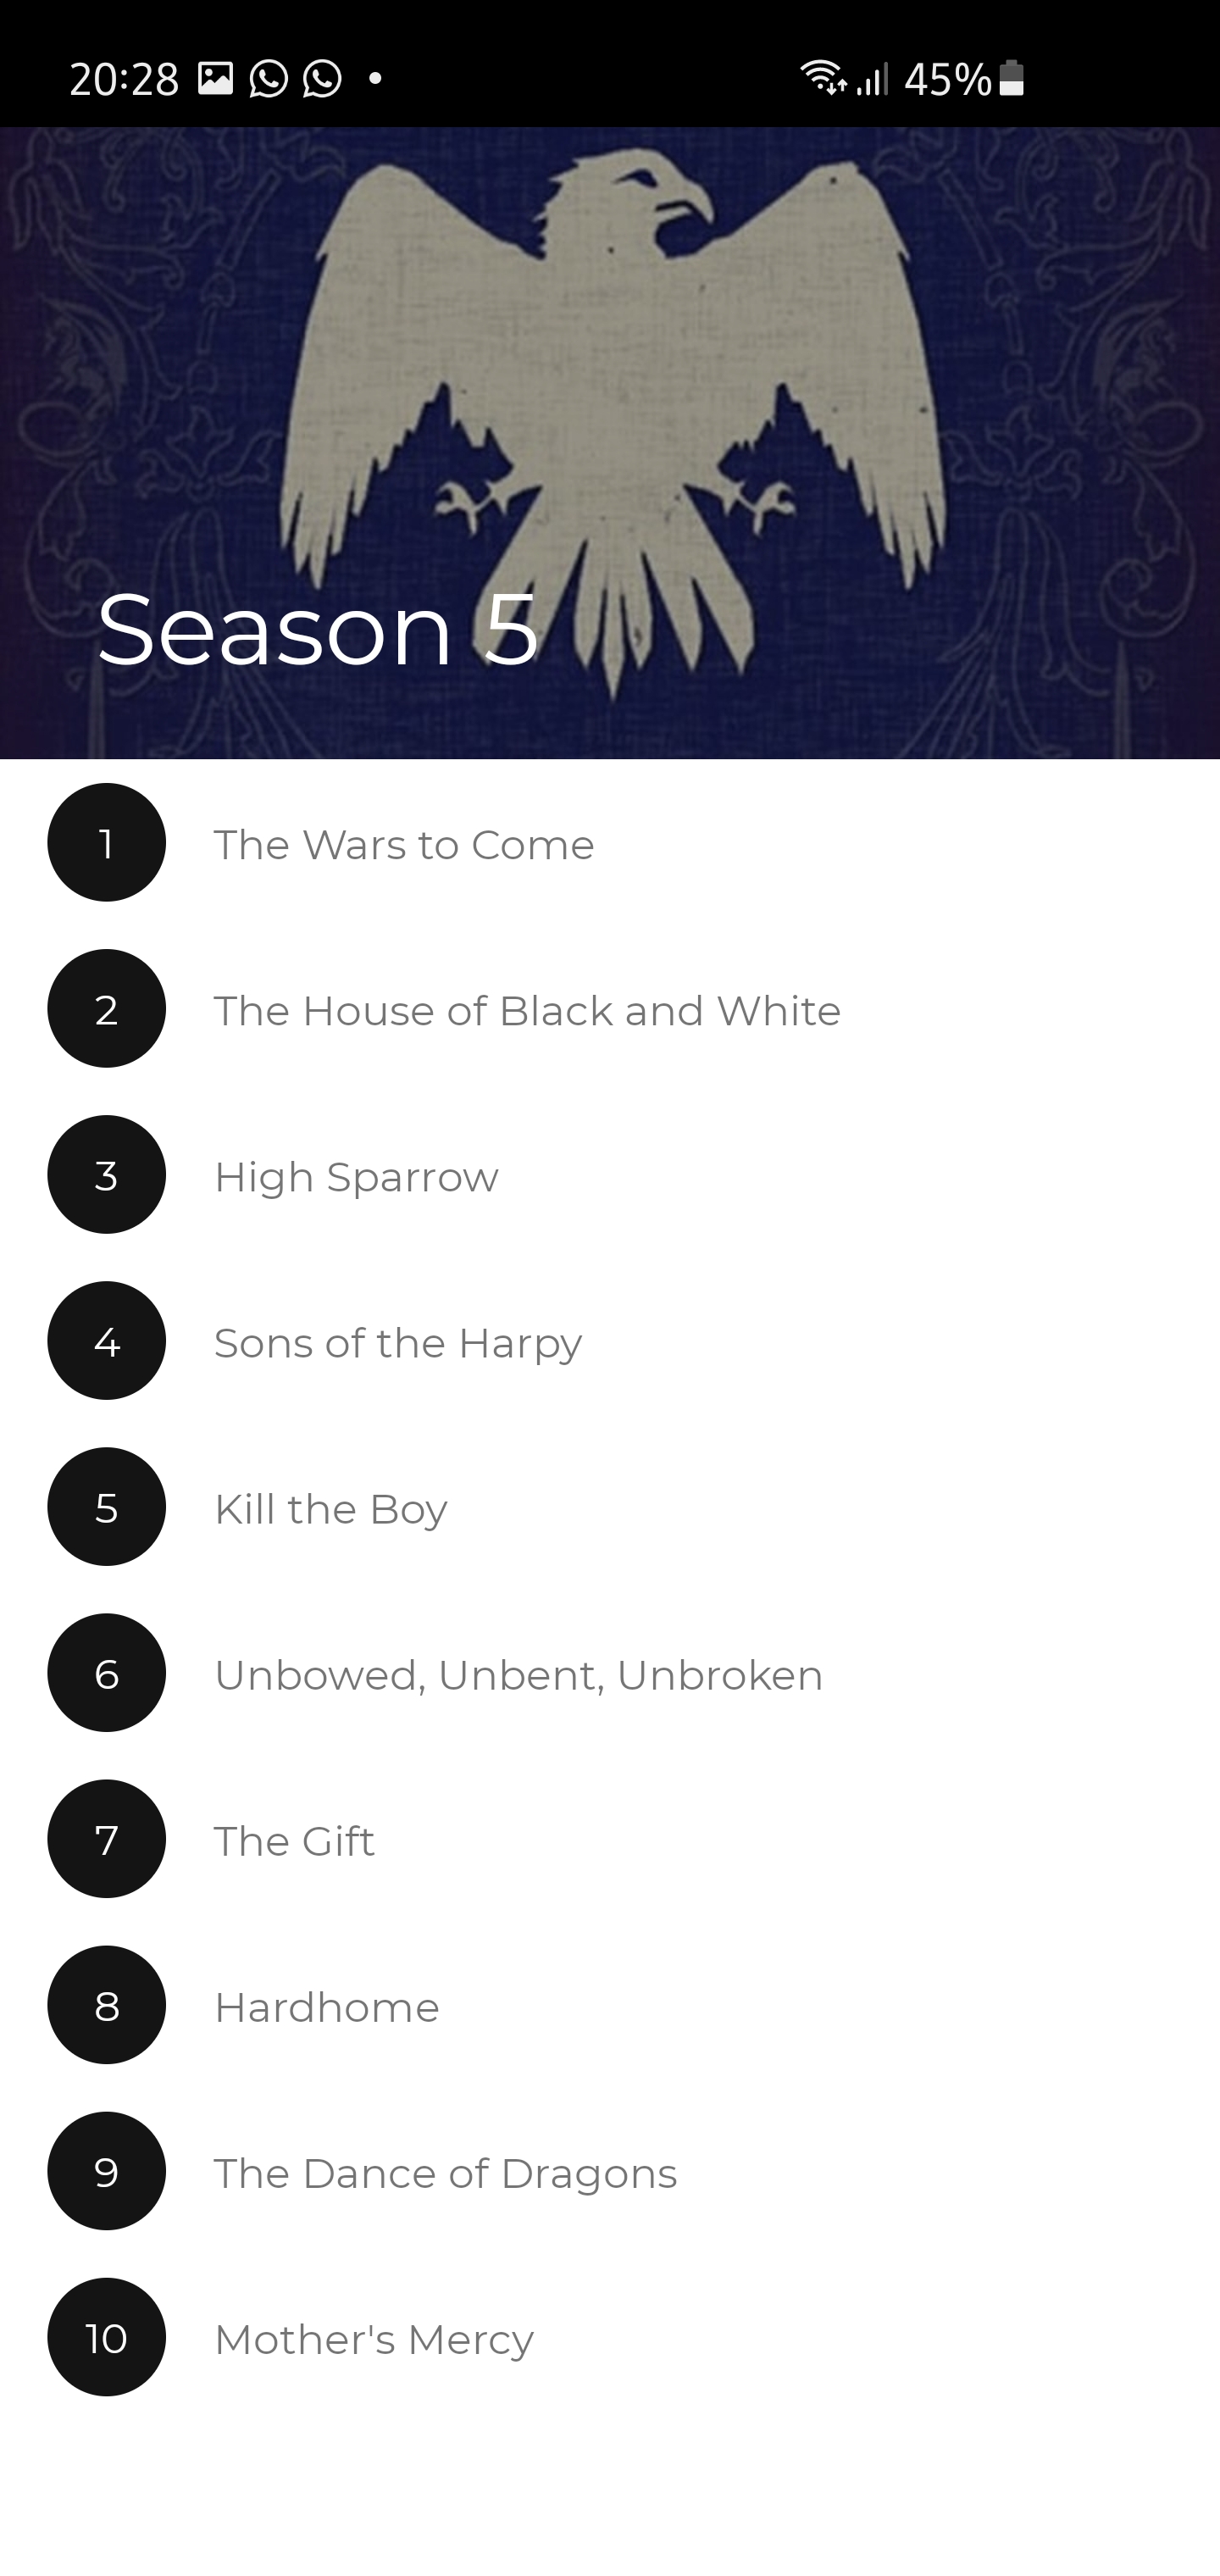 20:28 45%
Season 5
1 The Wars to Come
2 The House of Black and White
3 High Sparrow
4 Sons of the Harpy
5 Kill the Boy
6 Unbowed, Unbent, Unbroken
7 The Gift
8 Hardhome
9 The Dance of Dragons
10 Mother's Mercy